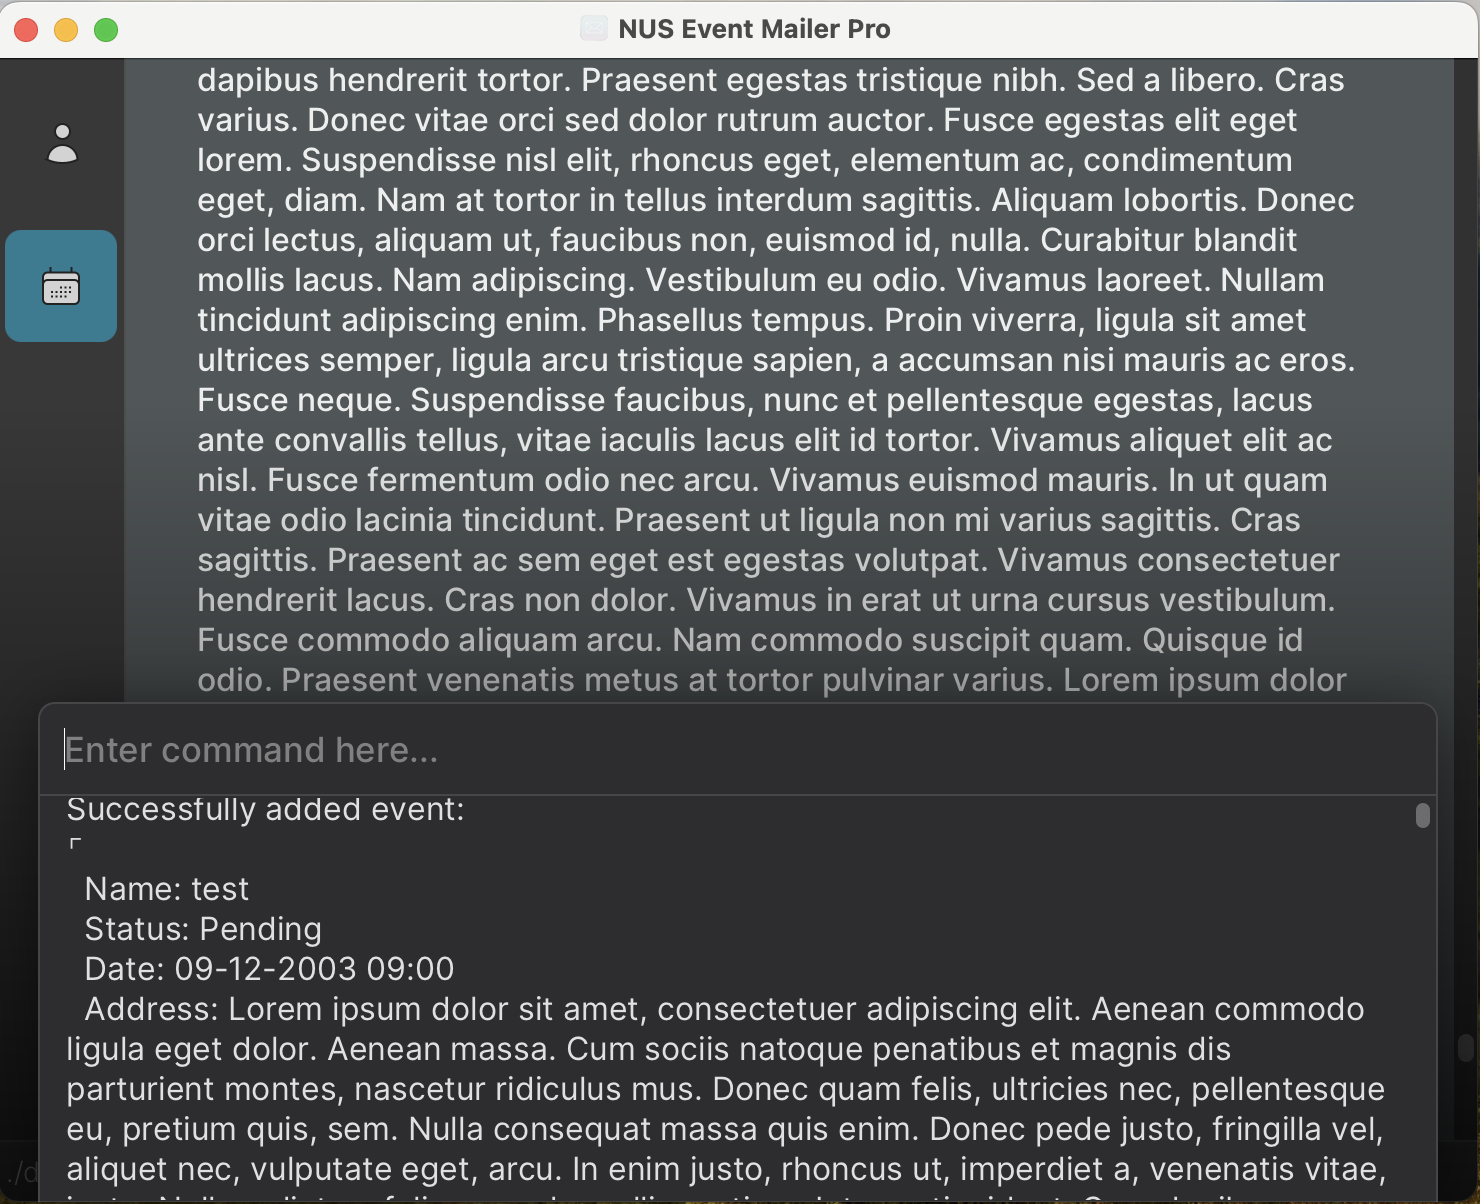 NUS Event Mailer Pro
dapibus hendrerit tortor. Praesent egestas tristique nibh. Sed a libero. Cras
varius. Donec vitae orci sed dolor rutrum auctor. Fusce egestas elit eget
lorem. Suspendisse nisl elit, rhoncus eget, elementum ac, condimentum
eget, diam. Nam at tortor in tellus interdum sagittis. Aliquam lobortis. Donec
orci lectus, aliquam ut, faucibus non, euismod id, nulla. Curabitur blandit
mollis lacus. Nam adipiscing. Vestibulum eu odio. Vivamus laoreet. Nullam
tincidunt adipiscing enim. Phasellus tempus. Proin viverra, ligula sit amet
ultrices semper, ligula arcu tristique sapien, a accumsan nisi mauris ac eros.
Fusce neque. Suspendisse faucibus, nunc et pellentesque egestas, lacus
ante convallis tellus, vitae iaculis lacus elit id tortor. Vivamus aliquet elit ac
nisl. Fusce fermentum odio nec arcu. Vivamus euismod mauris. In ut quam
vitae odio lacinia tincidunt. Praesent ut ligula non mi varius sagittis. Cras
sagittis. Praesent ac sem eget est egestas volutpat. Vivamus consectetuer
hendrerit lacus. Cras non dolor. Vivamus in erat ut urna cursus vestibulum.
Fusce commodo aliquam arcu. Nam commodo suscipit quam. Quisque id
odio. Praesent venenatis metus at tortor pulvinar varius. Lorem ipsum dolor
Enter command here...
Successfully added event:
⌜
Name: test
Status: Pending
Date: 09-12-2003 09:00
Address: Lorem ipsum dolor sit amet, consectetuer adipiscing elit. Aenean commodo
ligula eget dolor. Aenean massa. Cum sociis natoque penatibus et magnis dis
parturient montes, nascetur ridiculus mus. Donec quam felis, ultricies nec, pellentesque
eu, pretium quis, sem. Nulla consequat massa quis enim. Donec pede justo, fringilla vel,
aliquet nec, vulputate eget, arcu. In enim justo, rhoncus ut, imperdiet a, venenatis vitae,
./d